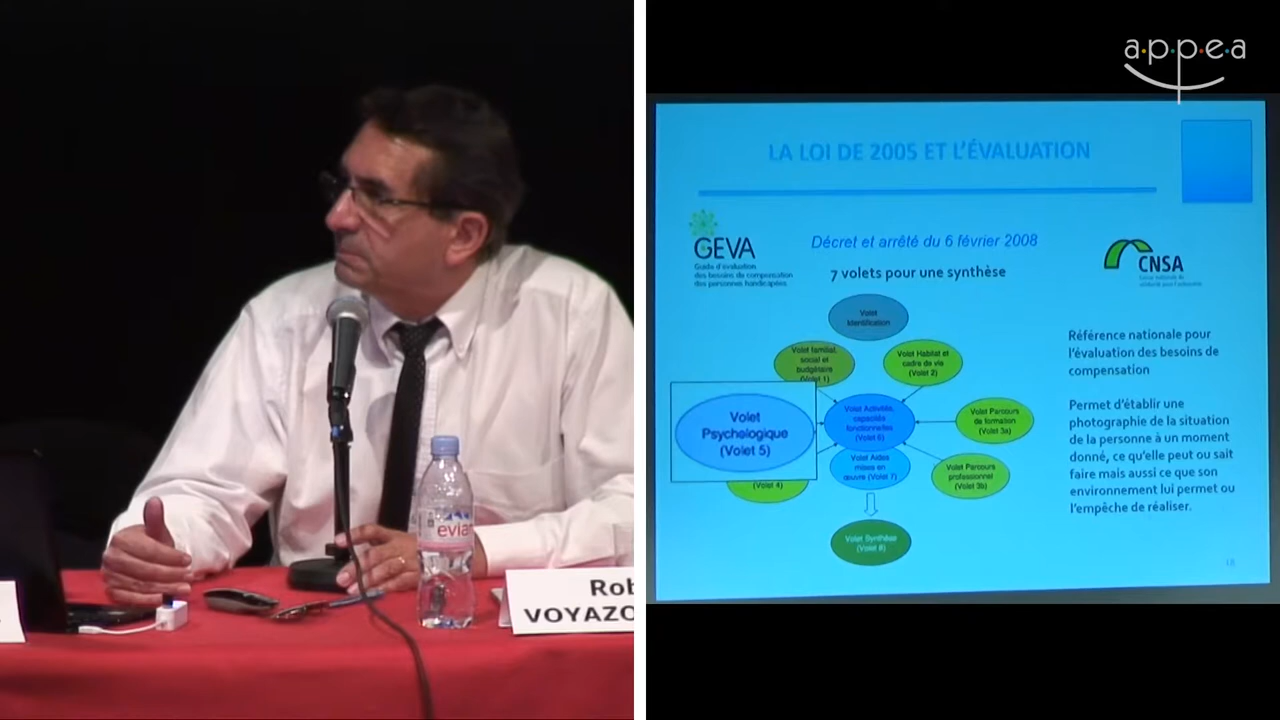 a·p·p·e·a
LA LOI DE 2005 ET L'ÉVALUATION
GEVA
Guide d'évaluation
des besoins de compensation
des personnes handicapées
Décret et arrêté du 6 février 2008
7 volets pour une synthèse
CNSA
Volet
Identification
Volet familial,
social et
budgétaire
(Volet 1)
Volet Habitat et
cadre de vie
(Volet 2)
Volet
Psychologique
(Volet 5)
Volet Activités,
capacités
fonctionnelles
(Volet 6)
Volet Parcours
de formation
(Volet 3a)
Volet Aides
mises en
œuvre (Volet 7)
Volet Parcours
professionnel
(Volet 3b)
(Volet 4)
Volet Synthèse
(Volet 8)
Référence nationale pour
l'évaluation des besoins de
compensation
Permet d'établir une
photographie de la situation
de la personne à un moment
donné, ce qu'elle peut ou sait
faire mais aussi ce que son
environnement lui permet ou
l'empêche de réaliser.
18
evian
Rob
VOYAZO